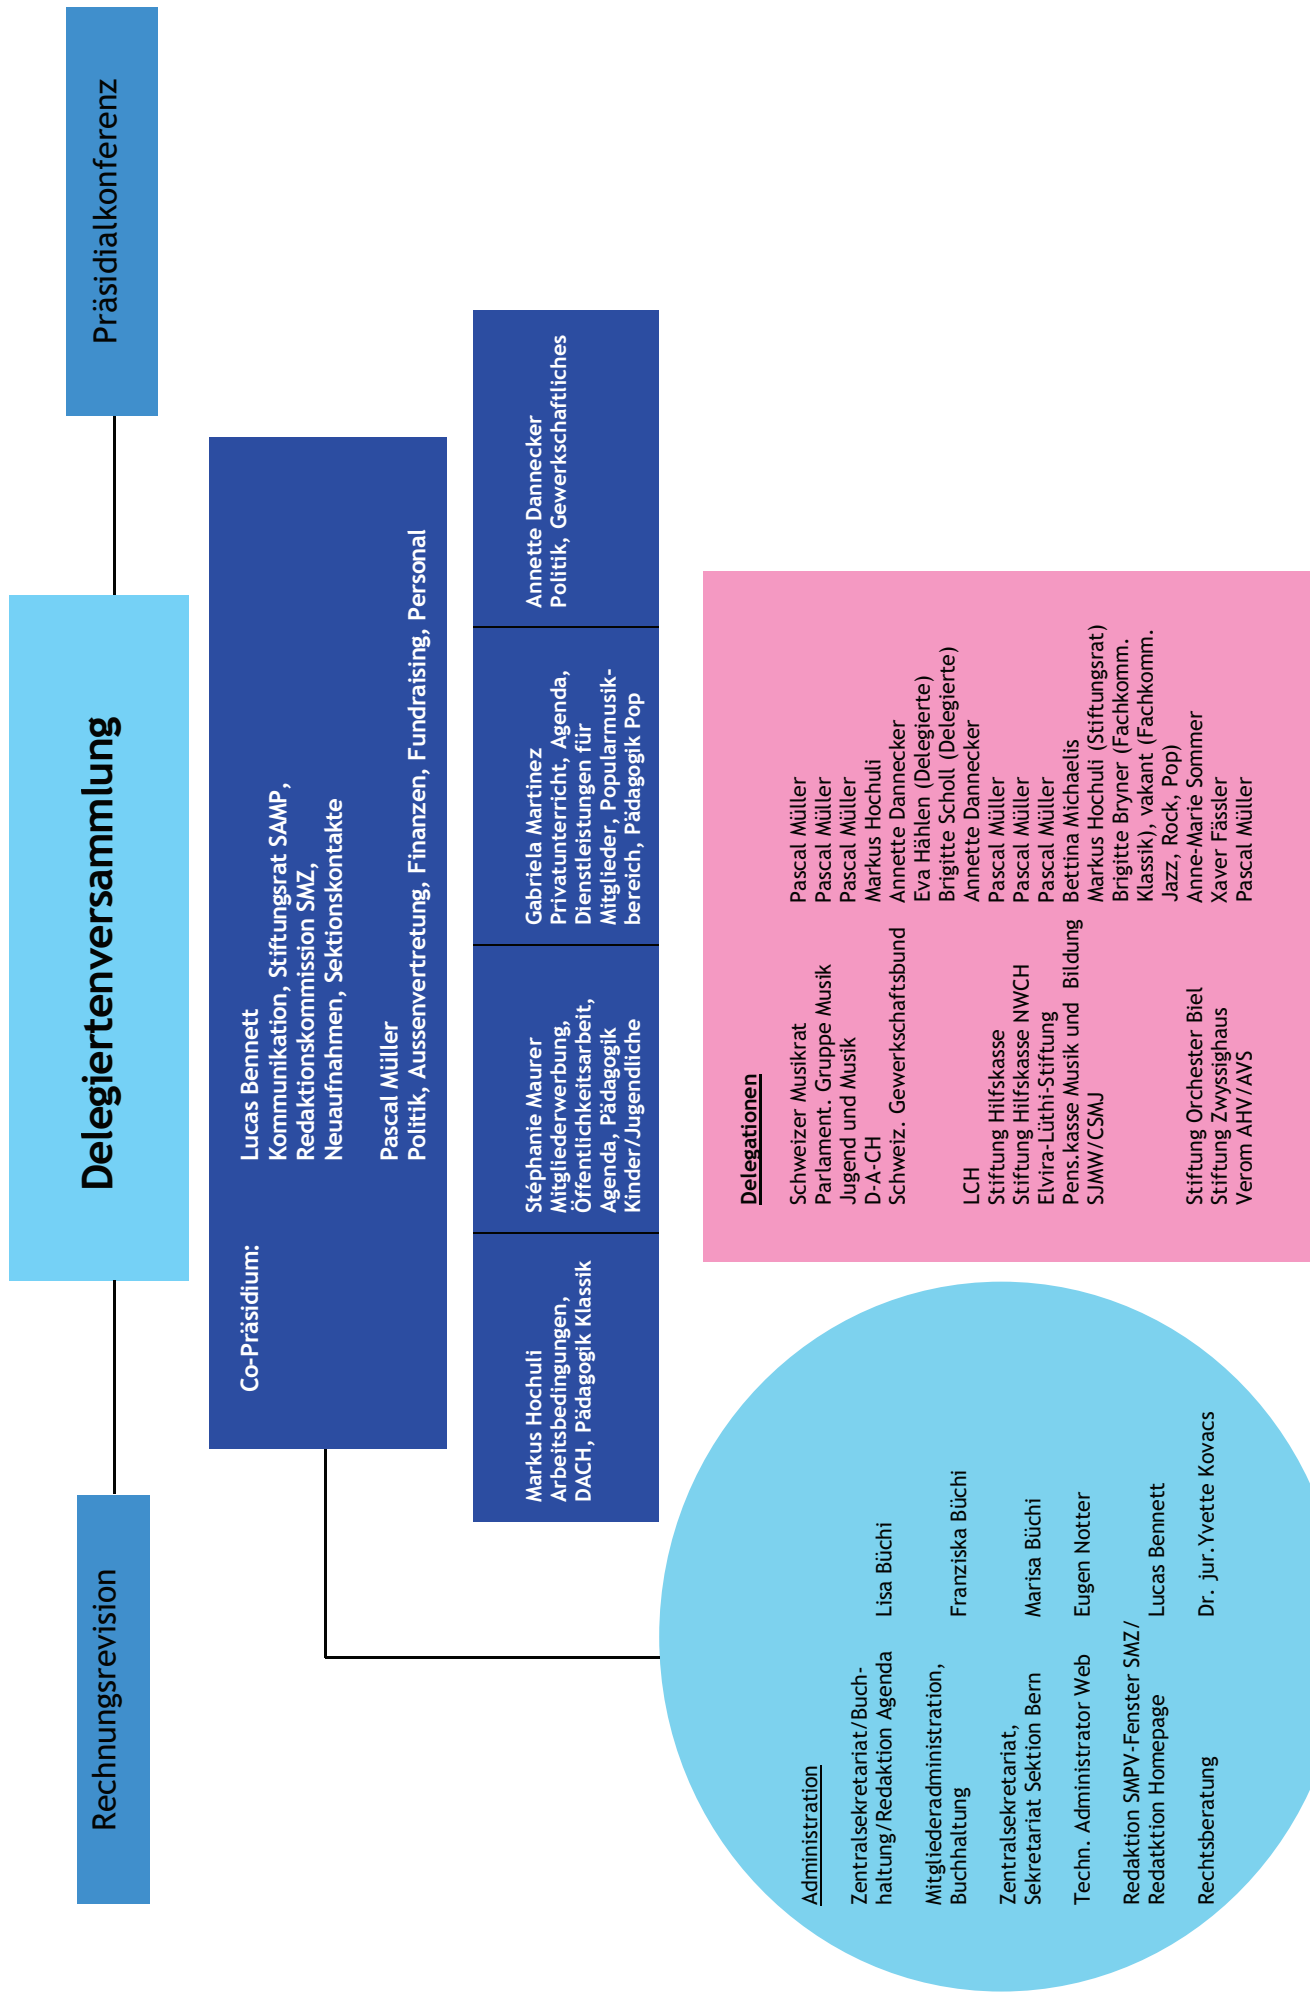 Rechnungsrevision
Delegiertenversammlung
Präsidialkonferenz
Co-Präsidium:
Lucas Bennett
Kommunikation, Stiftungsrat SAMP,
Redaktionskommission SMZ,
Neuaufnahmen, Sektionskontakte
Pascal Müller
Politik, Aussenvertretung, Finanzen, Fundraising, Personal
Markus Hochuli
Arbeitsbedingungen,
DACH, Pädagogik Klassik
Stéphanie Maurer
Mitgliederwerbung,
Öffentlichkeitsarbeit,
Agenda, Pädagogik
Kinder/Jugendliche
Gabriela Martinez
Privatunterricht, Agenda,
Dienstleistungen für
Mitglieder, Popularmusik-
bereich, Pädagogik Pop
Annette Dannecker
Politik, Gewerkschaftliches
Administration
Zentralsekretariat/Buch-
haltung/Redaktion Agenda Lisa Büchi
Mitgliederadministration,
Buchhaltung Franziska Büchi
Zentralsekretariat,
Sekretariat Sektion Bern Marisa Büchi
Techn. Administrator Web Eugen Notter
Redaktion SMPV-Fenster SMZ/
Redatktion Homepage Lucas Bennett
Rechtsberatung Dr. jur.Yvette Kovacs
Delegationen
Schweizer Musikrat Pascal Müller
Parlament. Gruppe Musik Pascal Müller
Jugend und Musik Pascal Müller
D-A-CH Markus Hochuli
Schweiz. Gewerkschaftsbund Annette Dannecker
Eva Hählen (Delegierte)
Brigitte Scholl (Delegierte)
LCH Annette Dannecker
Stiftung Hilfskasse Pascal Müller
Stiftung Hilfskasse NWCH Pascal Müller
Elvira-Lüthi-Stiftung Pascal Müller
Pens.kasse Musik und Bildung Bettina Michaelis
SJMW/CSMJ Markus Hochuli (Stiftungsrat)
Brigitte Bryner (Fachkomm.
Klassik), vakant (Fachkomm.
Jazz, Rock, Pop)
Stiftung Orchester Biel Anne-Marie Sommer
Stiftung Zwyssighaus Xaver Fässler
Verom AHV/AVS Pascal Müller